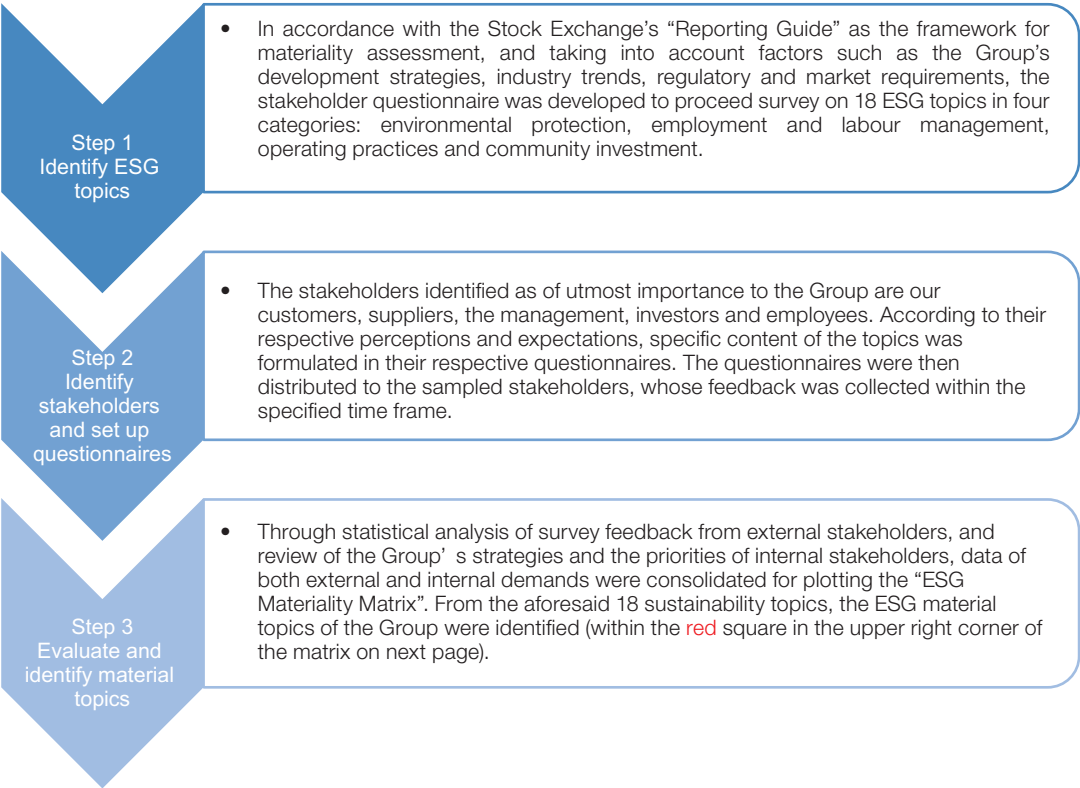 Step 1
Identify ESG
topics
• In accordance with the Stock Exchange's “Reporting Guide” as the framework for
materiality assessment, and taking into account factors such as the Group's
development strategies, industry trends, regulatory and market requirements, the
stakeholder questionnaire was developed to proceed survey on 18 ESG topics in four
categories: environmental protection, employment and labour management,
operating practices and community investment.
Step 2
Identify
stakeholders
and set up
questionnaires
• The stakeholders identified as of utmost importance to the Group are our
customers, suppliers, the management, investors and employees. According to their
respective perceptions and expectations, specific content of the topics was
formulated in their respective questionnaires. The questionnaires were then
distributed to the sampled stakeholders, whose feedback was collected within the
specified time frame.
Step 3
Evaluate and
identify material
topics
• Through statistical analysis of survey feedback from external stakeholders, and
review of the Group’ s strategies and the priorities of internal stakeholders, data of
both external and internal demands were consolidated for plotting the “ESG
Materiality Matrix”. From the aforesaid 18 sustainability topics, the ESG material
topics of the Group were identified (within the red square in the upper right corner of
the matrix on next page).